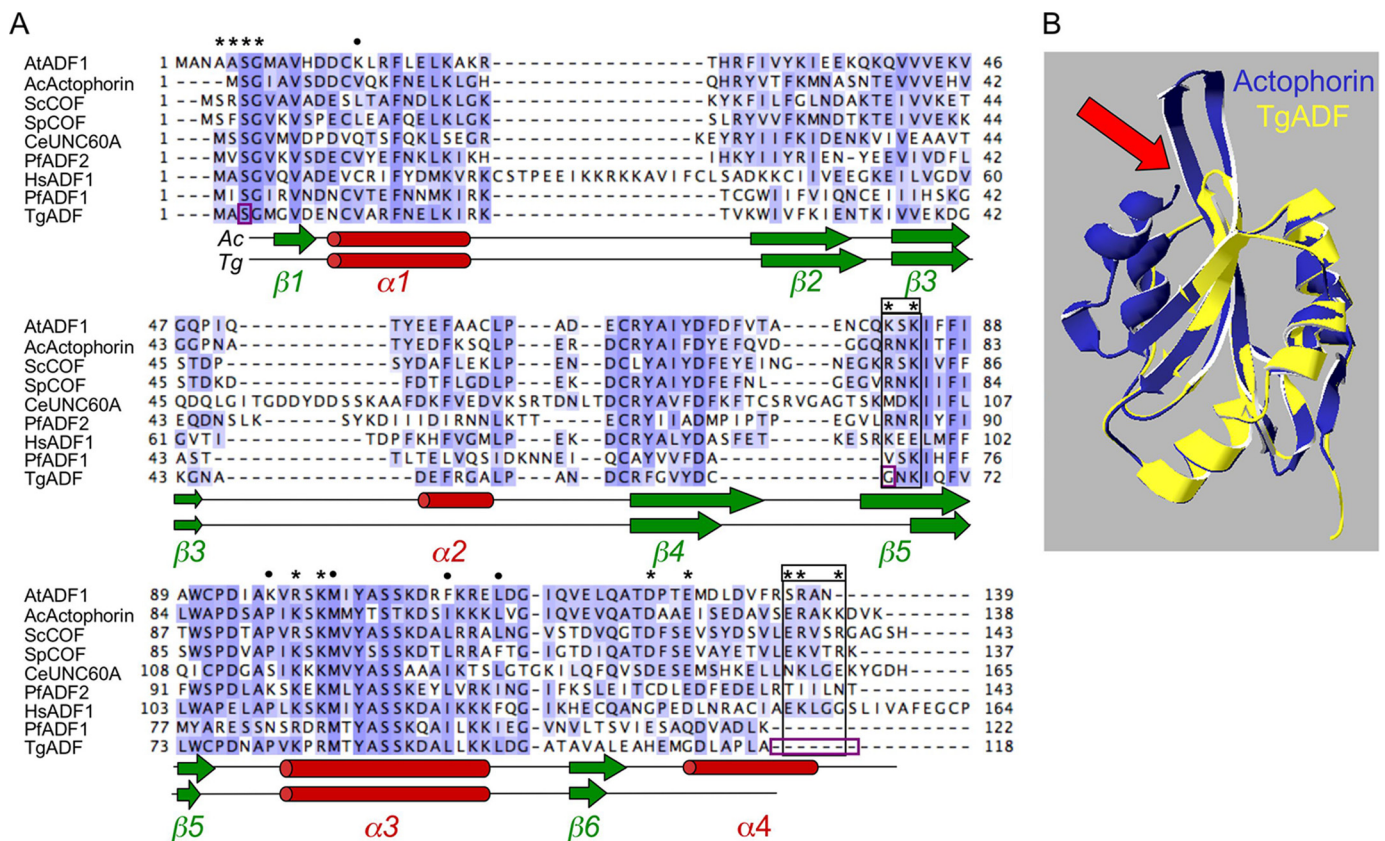 A
B
**** •
AtADF1 1 MANAASGMAVHDDCKLRFLELKAKR---------------------THRFIVYKIEEKQKQVVVEKV 46
AcActophorin 1 ----MSGIAVSDDCVQKFNELKLGH---------------------QHRYVTFKMNASNTEVVVEHV 42
ScCOF 1 --MSRSGVAVADESLTAFNDLKLGK---------------------KYKFILFGLNDAKTEIVVKET 44
SpCOF 1 --MSFSGVKVSPECLEAFQELKLGK---------------------SLRYVVFKMNDTKTEIVVEKK 44
CeUNC60A 1 --MSSGVMVDPDVQTSFQKLSEGR---------------------KEYRYIIFKIDENKVIVEAAVT 44
PfADF2 1 ---MVSGVKVSDECVYEFNKLKIKH---------------------IHKYIIYRIEN-YEEVIVDFL 42
HsADF1 1 ---MASGVQVADEVCRIFYDMKVRKCSTPEEIKKRKKAVIFCLSADKKCIIVEEGKEILVGDV 60
PfADF1 1 ---MISGIRVNDNCVTEFNNMKIRK---------------------TCGWIIFVIQNCEIIIHSKG 42
TgADF 1 ---MASGMGVDENCVARFNELKIRK---------------------TVKWIVFKIENTKIVVEKDG 42
Ac
Tg
β1 α1 β2 β3
* *
AtADF1 47 GQPIQ--------------TYEEFAACLP---AD--ECRYAIYDFDFVTA----ENCQKSKIFFI 88
AcActophorin 43 GGPNA--------------TYEDFKSQLP---ER--DCRYAIFDYEFQVD----GGQRNKITFI 83
ScCOF 45 STDP---------------SYDAFLEKLP---EN--DCLYAIYDFEYEING---NEGKRSKIVFF 86
SpCOF 45 STDKD----------------FDTFLGDLP---EK--DCRYAIYDFEFNL----GEGVRNKIIFI 84
CeUNC60A 45 QDQLGITGDDYDDSSKAAFDKFVEDVKSRTDNLTDCRYAVFDFKFTCSRVGAGTSKMDKIIFL 107
PfADF2 43 EQDNSLK------SYKDIIIDIRNNLKTT----ECRYIIADMPIPTP----EGVLRNRIYFI 90
HsADF1 61 GVTI------------TDPFKHFVGMLP---EK--DCRYALYDASFET-----KESRKEELMFF 102
PfADF1 43 AST-------------TLTELVQSIDKNNEI-QCAYVVFDA------------VSKIHFF 76
TgADF 43 KGNA----------------DEFRGALP---AN--DCRFGVYDC------------GNKIQFV 72
β3 α2 β4 β5
• * *• • • * * ** *
AtADF1 89 AWCPDIAKVRSKMIYASSKDRFKRELDG-IQVELQATDPTEMDLDVFRSRAN---------- 139
AcActophorin 84 LWAPDSAPIKSKMMYTSTKDSIKKKLVG-IQVEVQATDAAEISEDAVSERAKKDVK------- 138
ScCOF 87 TWSPDTAPVRSKMVYASSKDALRRALNG-VSTDVQGTDFSEVSYDSVLERVSRGAGSH----- 143
SpCOF 85 SWSPDVAPIKSKMVYASSKDTLRRAFTG-IGTDIQATDFSEVAYETVLEKVTRK--------- 137
CeUNC60A 108 QICPDGASIKKKMVYASSAAAIKTSLGTGKILQFQVSDESEMSHKELLNKLGEKYGDH----- 165
PfADF2 91 FWSPDLAKSKEKMLYASSKEYLVRKING-IFKSLEITCDLEDFEDELRTIILNT--------- 143
HsADF1 103 LWAPELAPLKSKMIYASSKDAIKKKFQG-IKHECQANGPEDLNRACIAEKLGGSLIVAFEGCP 164
PfADF1 77 MYARESSNSRDRMTYASSKQAILKKIEG-VNVLTSVIESAQDVADLK---------------- 122
TgADF 73 LWCPDNAPVKPRMTYASSKDALLKKLDG-ATAVALEAHEMGDLAPLA---------------- 118
β5 α3 β6 α4
Actophorin
TgADF